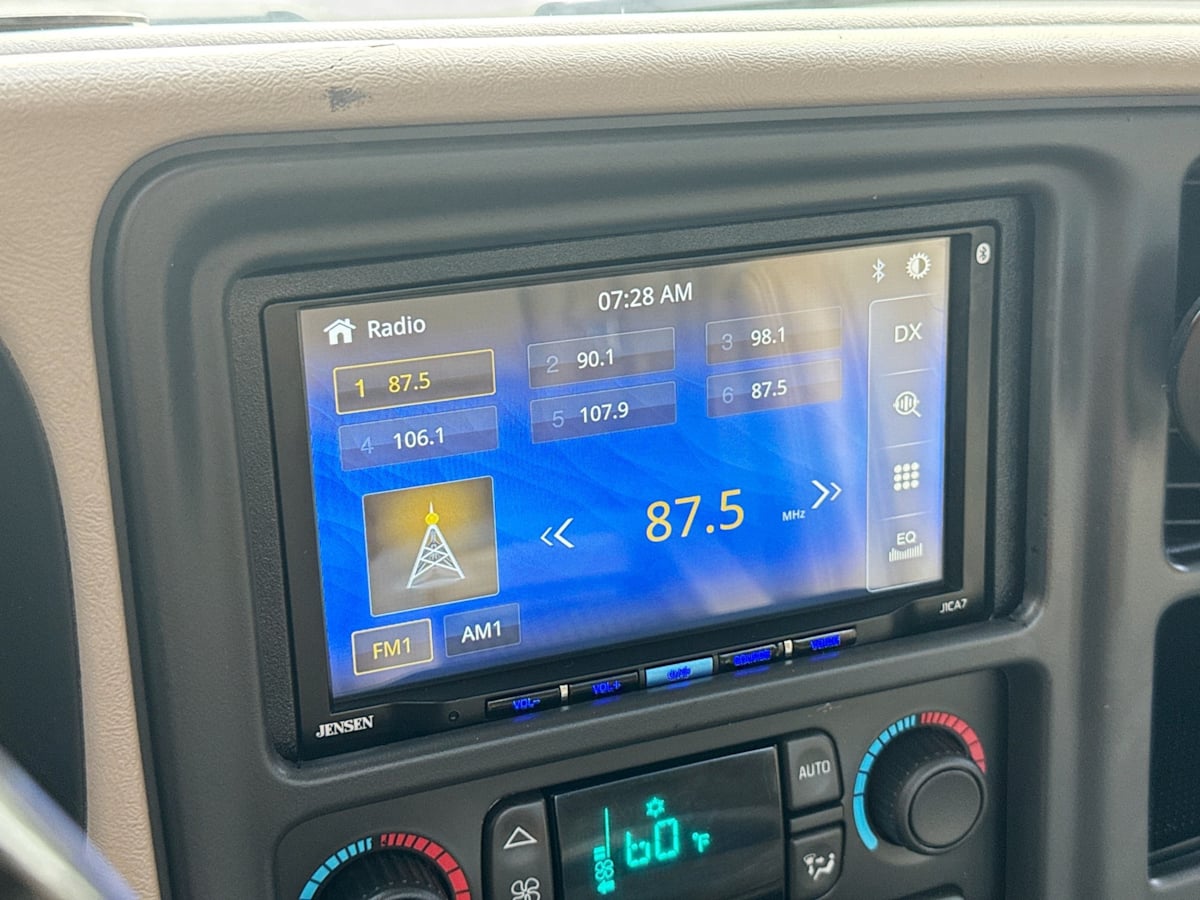 07:28 AM
Radio
DX
1 87.5
2 90.1
3 98.1
4 106.1
5 107.9
6 87.5
87.5 MHz
EQ
FM1 AM1
J1CA7
JENSEN
VOL- VOL+
AUTO
60 °F